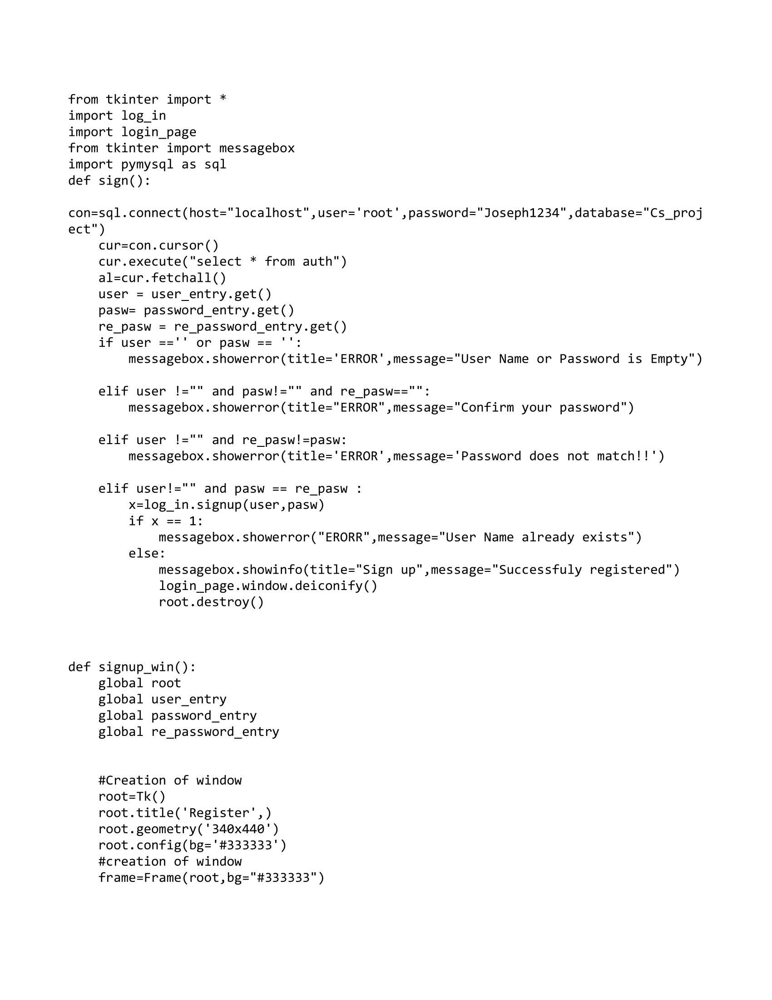 from tkinter import *
import log_in
import login_page
from tkinter import messagebox
import pymysql as sql
def sign():

con=sql.connect(host="localhost",user='root',password="Joseph1234",database="Cs_proj
ect")
    cur=con.cursor()
    cur.execute("select * from auth")
    al=cur.fetchall()
    user = user_entry.get()
    pasw= password_entry.get()
    re_pasw = re_password_entry.get()
    if user =='' or pasw == '':
        messagebox.showerror(title='ERROR',message="User Name or Password is Empty")

    elif user !="" and pasw!="" and re_pasw=="":
        messagebox.showerror(title="ERROR",message="Confirm your password")

    elif user !="" and re_pasw!=pasw:
        messagebox.showerror(title='ERROR',message='Password does not match!!')

    elif user!="" and pasw == re_pasw :
        x=log_in.signup(user,pasw)
        if x == 1:
            messagebox.showerror("ERORR",message="User Name already exists")
        else:
            messagebox.showinfo(title="Sign up",message="Successfuly registered")
            login_page.window.deiconify()
            root.destroy()



def signup_win():
    global root
    global user_entry
    global password_entry
    global re_password_entry


    #Creation of window
    root=Tk()
    root.title('Register',)
    root.geometry('340x440')
    root.config(bg='#333333')
    #creation of window
    frame=Frame(root,bg="#333333")